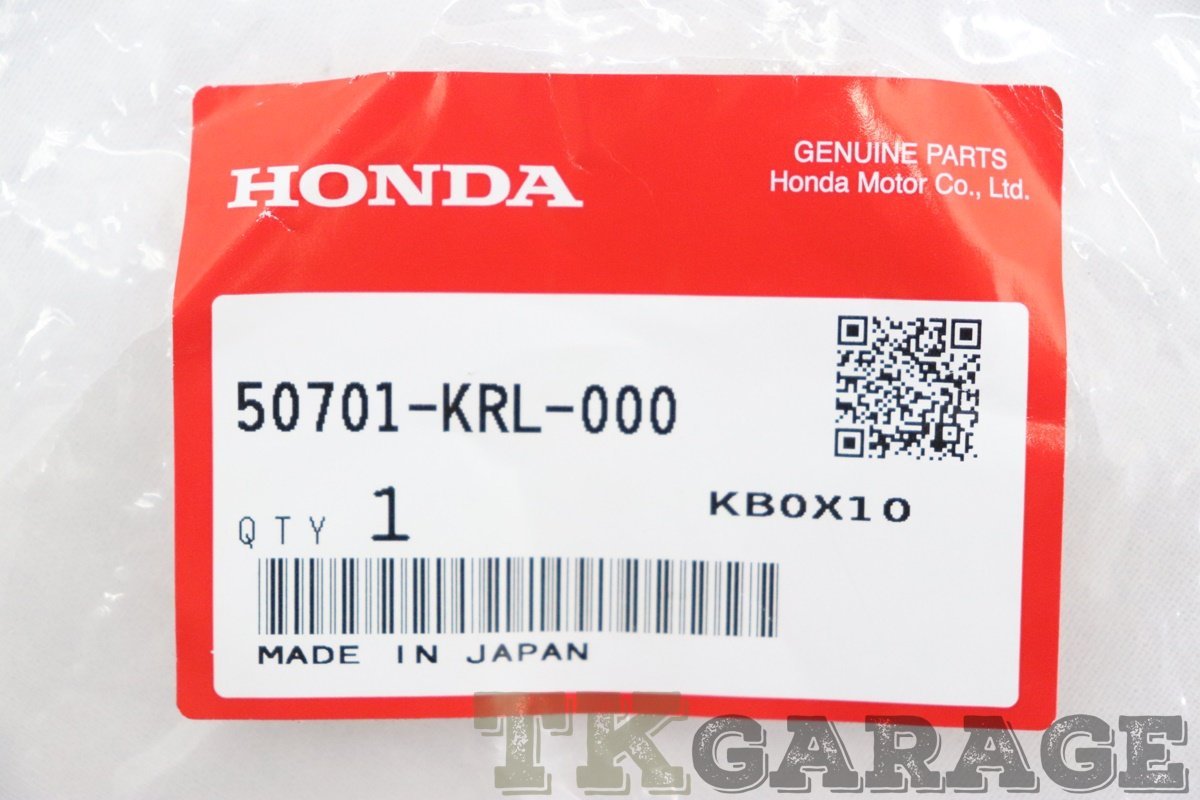 HONDA
GENUINE PARTS
Honda Motor Co., Ltd.
50701-KRL-000
QTY 1
KB0X10
MADE IN JAPAN
TKGARAGE